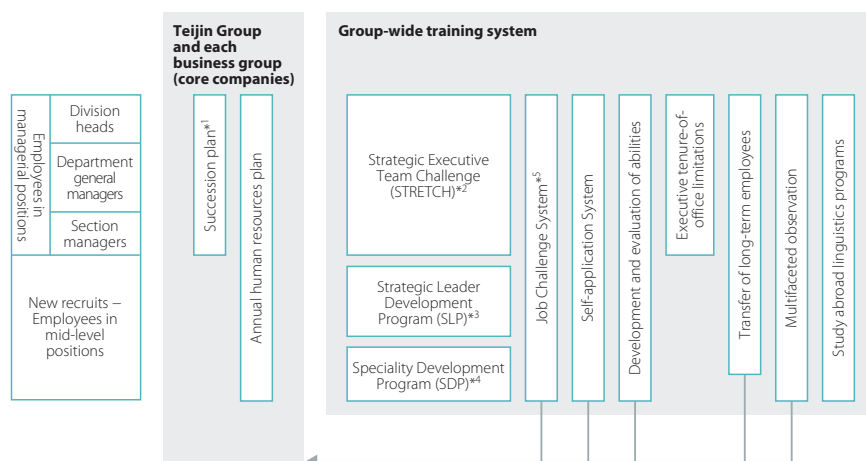 Teijin Group
and each
business group
(core companies)
Group-wide training system
Employees in
managerial positions
Division
heads
Department
general
managers
Section
managers
New recruits –
Employees in
mid-level
positions
Succession plan*1
Annual human resources plan
Strategic Executive
Team Challenge
(STRETCH)*2
Strategic Leader
Development
Program (SLP)*3
Speciality Development
Program (SDP)*4
Job Challenge System*5
Self-application System
Development and evaluation of abilities
Executive tenure-of-
office limitations
Transfer of long-term employees
Multifaceted observation
Study abroad linguistics programs